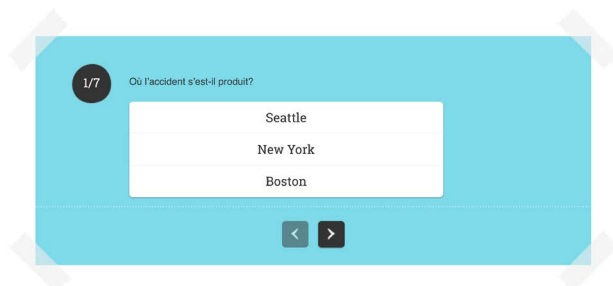 1/7
Où l'accident s'est-il produit?
Seattle
New York
Boston